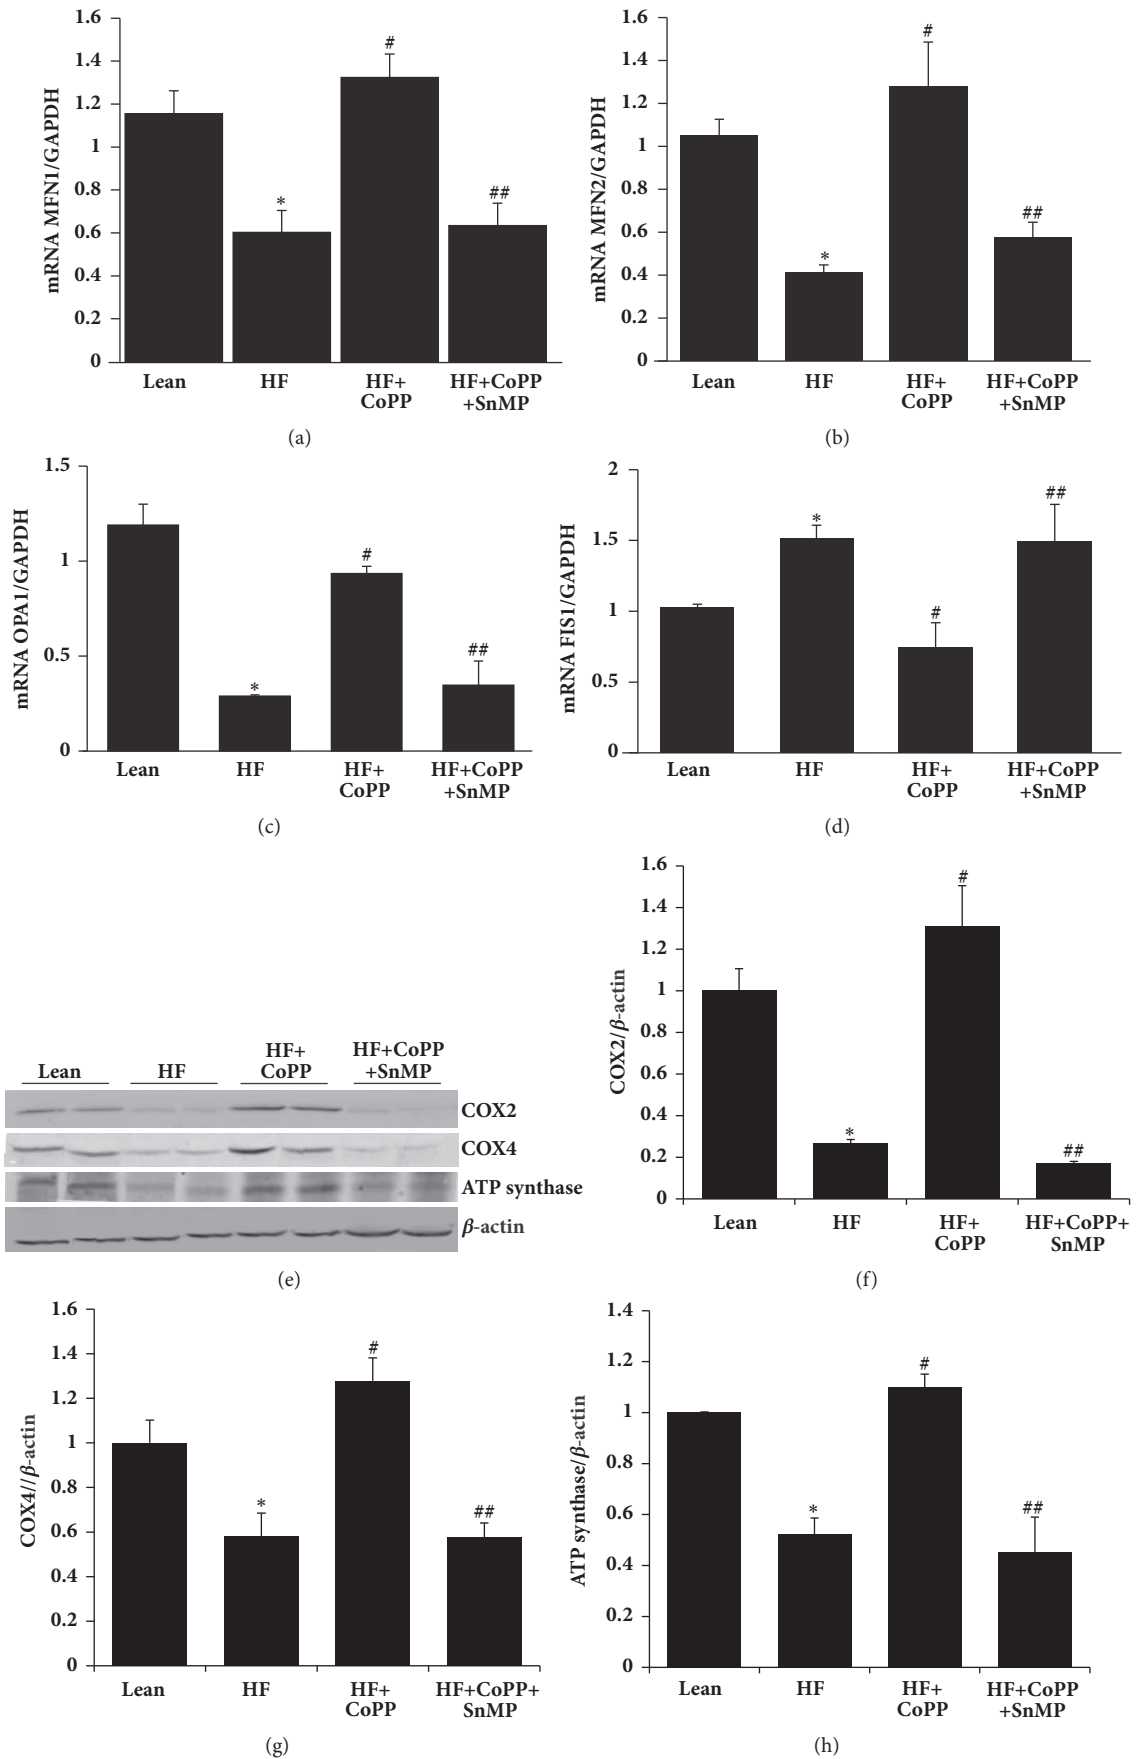 mRNA MFN1/GAPDH
1.6
1.4
1.2
1
0.8
0.6
0.4
0.2
0
#
*
##
Lean HF HF+ HF+CoPP
CoPP +SnMP
(a)
mRNA MFN2/GAPDH
1.6
1.4
1.2
1
0.8
0.6
0.4
0.2
0
#
*
##
Lean HF HF+ HF+CoPP
CoPP +SnMP
(b)
mRNA OPA1/GAPDH
1.5
1
0.5
0
*
#
##
Lean HF HF+ HF+CoPP
CoPP +SnMP
(c)
mRNA FIS1/GAPDH
2
1.5
1
0.5
0
*
#
##
Lean HF HF+ HF+CoPP
CoPP +SnMP
(d)
HF+ HF+CoPP
Lean HF CoPP +SnMP
COX2
COX4
ATP synthase
β-actin
(e)
COX2/β-actin
1.6
1.4
1.2
1
0.8
0.6
0.4
0.2
0
#
*
##
Lean HF HF+ HF+CoPP+
CoPP SnMP
(f)
COX4//β-actin
1.6
1.4
1.2
1
0.8
0.6
0.4
0.2
0
#
*
##
Lean HF HF+ HF+CoPP+
CoPP SnMP
(g)
ATP synthase/β-actin
1.4
1.2
1
0.8
0.6
0.4
0.2
0
#
*
##
Lean HF HF+ HF+CoPP
CoPP +SnMP
(h)